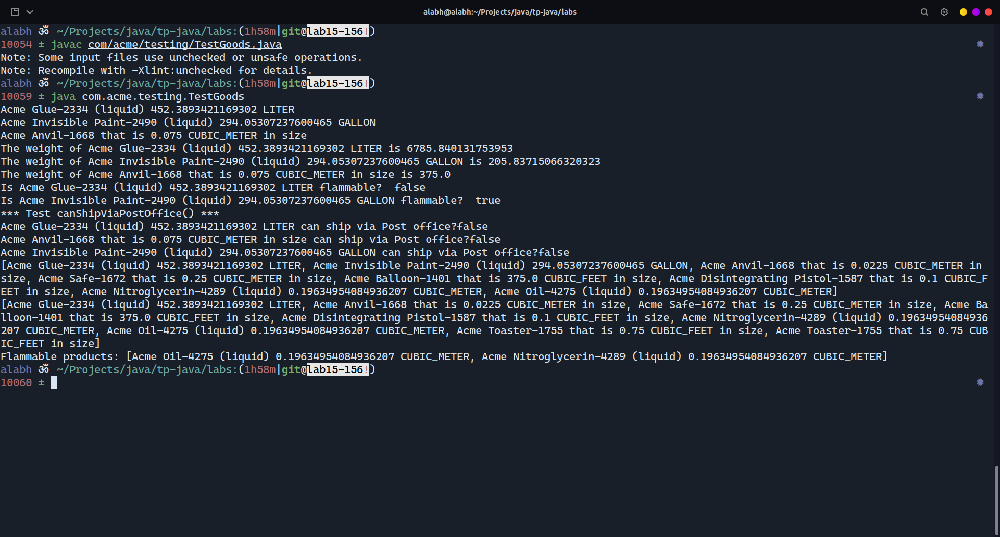 alabh@alabh:~/Projects/java/tp-java/labs
alabh ॐ ~/Projects/java/tp-java/labs:(1h58m|git@lab15-156!)
10054 ± javac com/acme/testing/TestGoods.java ✹
Note: Some input files use unchecked or unsafe operations.
Note: Recompile with -Xlint:unchecked for details.
alabh ॐ ~/Projects/java/tp-java/labs:(1h58m|git@lab15-156!)
10059 ± java com.acme.testing.TestGoods ✹
Acme Glue-2334 (liquid) 452.3893421169302 LITER
Acme Invisible Paint-2490 (liquid) 294.05307237600465 GALLON
Acme Anvil-1668 that is 0.075 CUBIC_METER in size
The weight of Acme Glue-2334 (liquid) 452.3893421169302 LITER is 6785.840131753953
The weight of Acme Invisible Paint-2490 (liquid) 294.05307237600465 GALLON is 205.83715066320323
The weight of Acme Anvil-1668 that is 0.075 CUBIC_METER in size is 375.0
Is Acme Glue-2334 (liquid) 452.3893421169302 LITER flammable?  false
Is Acme Invisible Paint-2490 (liquid) 294.05307237600465 GALLON flammable?  true
*** Test canShipViaPostOffice() ***
Acme Glue-2334 (liquid) 452.3893421169302 LITER can ship via Post office?false
Acme Anvil-1668 that is 0.075 CUBIC_METER in size can ship via Post office?false
Acme Invisible Paint-2490 (liquid) 294.05307237600465 GALLON can ship via Post office?false
[Acme Glue-2334 (liquid) 452.3893421169302 LITER, Acme Invisible Paint-2490 (liquid) 294.05307237600465 GALLON, Acme Anvil-1668 that is 0.0225 CUBIC_METER in
size, Acme Safe-1672 that is 0.25 CUBIC_METER in size, Acme Balloon-1401 that is 375.0 CUBIC_FEET in size, Acme Disintegrating Pistol-1587 that is 0.1 CUBIC_F
EET in size, Acme Nitroglycerin-4289 (liquid) 0.19634954084936207 CUBIC_METER, Acme Oil-4275 (liquid) 0.19634954084936207 CUBIC_METER]
[Acme Glue-2334 (liquid) 452.3893421169302 LITER, Acme Anvil-1668 that is 0.0225 CUBIC_METER in size, Acme Safe-1672 that is 0.25 CUBIC_METER in size, Acme Ba
lloon-1401 that is 375.0 CUBIC_FEET in size, Acme Disintegrating Pistol-1587 that is 0.1 CUBIC_FEET in size, Acme Nitroglycerin-4289 (liquid) 0.19634954084936
207 CUBIC_METER, Acme Oil-4275 (liquid) 0.19634954084936207 CUBIC_METER, Acme Toaster-1755 that is 0.75 CUBIC_FEET in size, Acme Toaster-1755 that is 0.75 CUB
IC_FEET in size]
Flammable products: [Acme Oil-4275 (liquid) 0.19634954084936207 CUBIC_METER, Acme Nitroglycerin-4289 (liquid) 0.19634954084936207 CUBIC_METER]
alabh ॐ ~/Projects/java/tp-java/labs:(1h58m|git@lab15-156!)
10060 ± ✹